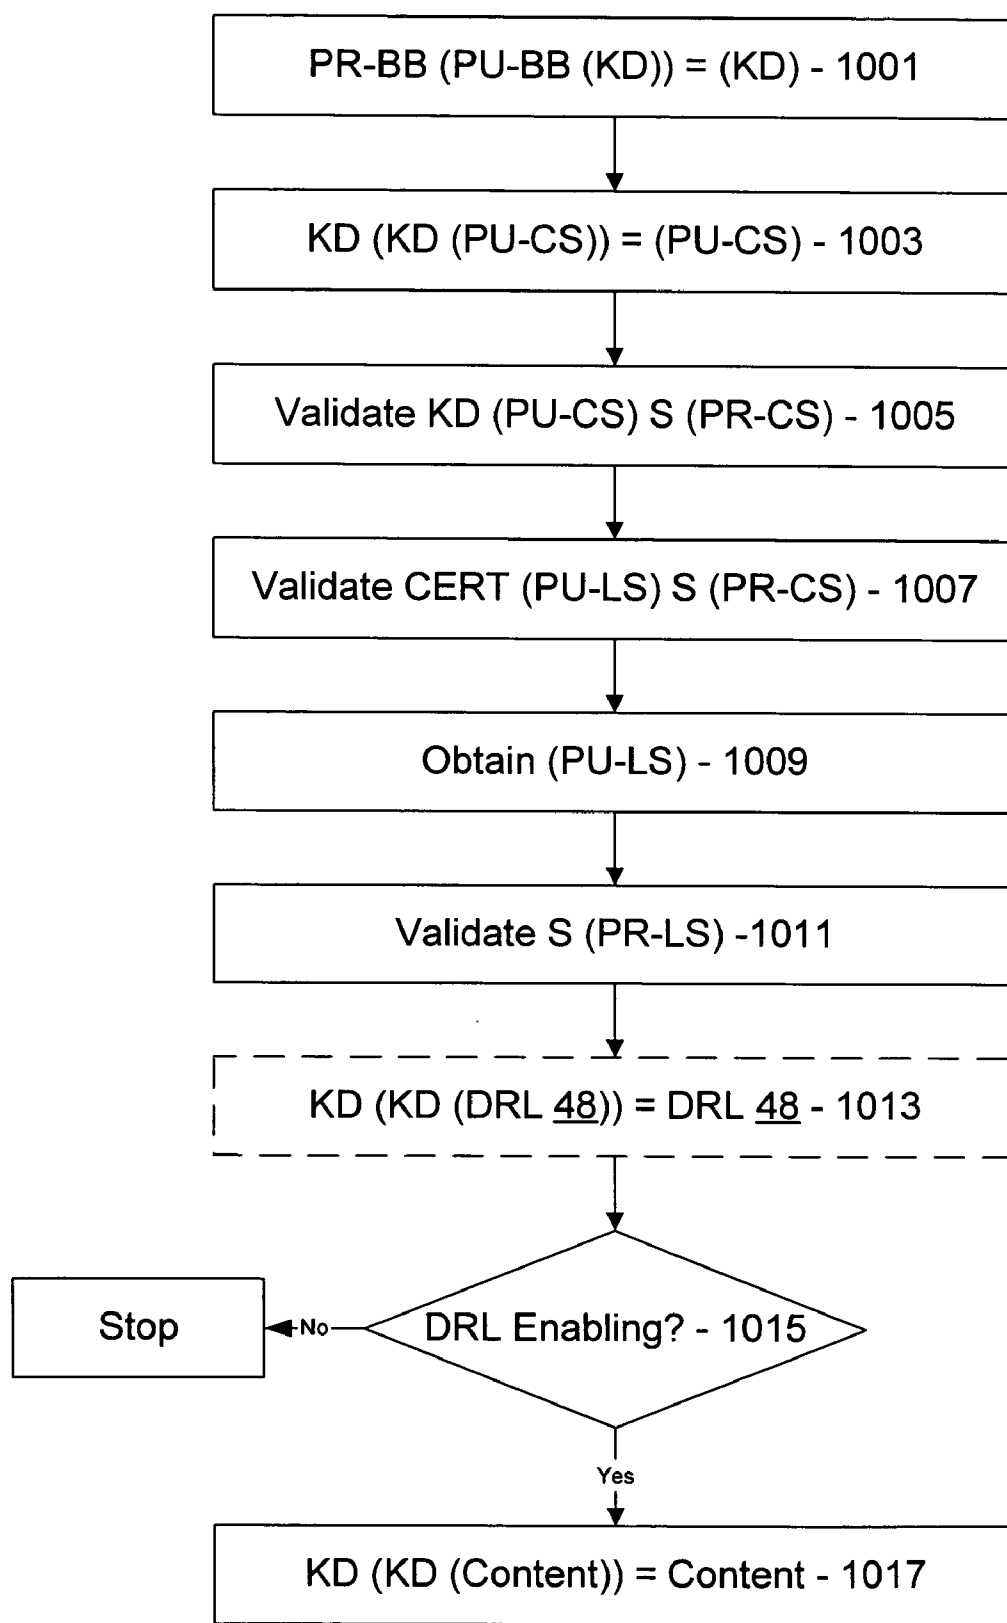 PR-BB (PU-BB (KD)) = (KD) - 1001
KD (KD (PU-CS)) = (PU-CS) - 1003
Validate KD (PU-CS) S (PR-CS) - 1005
Validate CERT (PU-LS) S (PR-CS) - 1007
Obtain (PU-LS) - 1009
Validate S (PR-LS) -1011
KD (KD (DRL 48)) = DRL 48 - 1013
DRL Enabling? - 1015
No
Stop
Yes
KD (KD (Content)) = Content - 1017